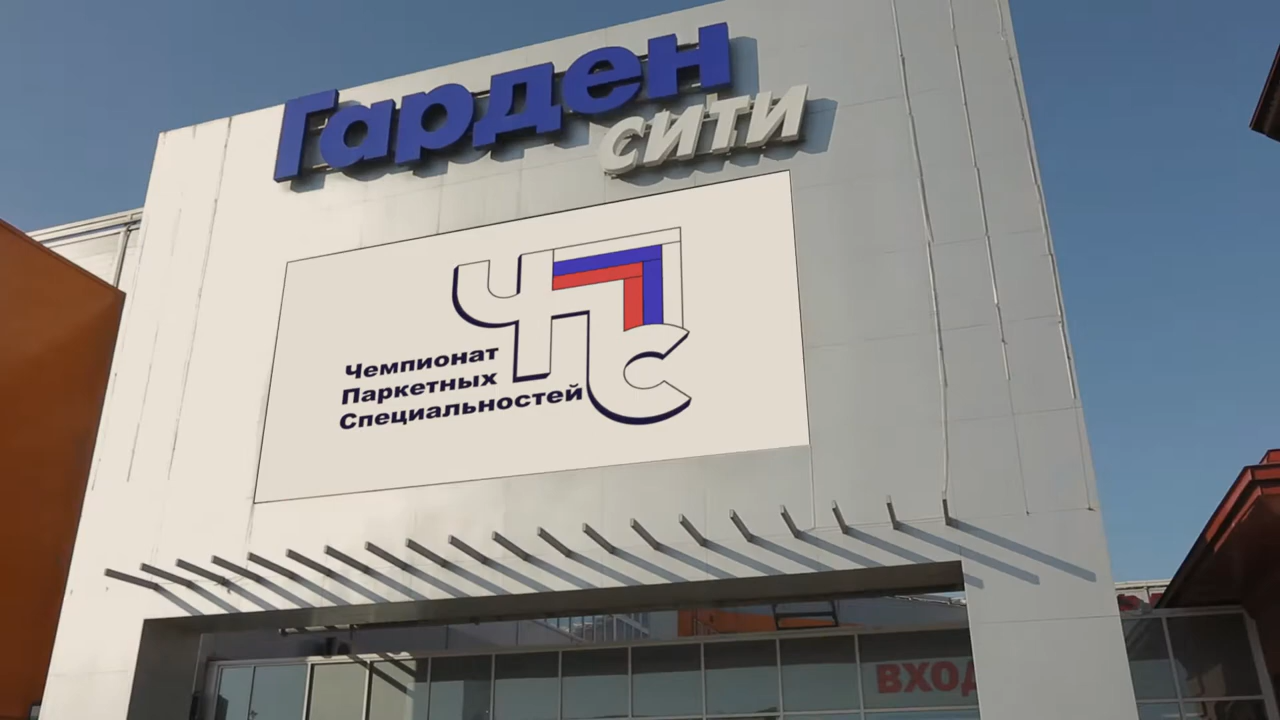 Гарден
сити
ЧПС
Чемпионат
Паркетных
Специальностей
ВХОД